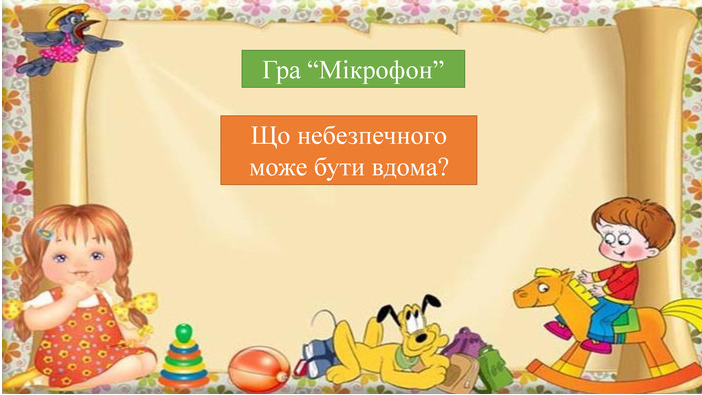 Гра “Мікрофон”
Що небезпечного
може бути вдома?